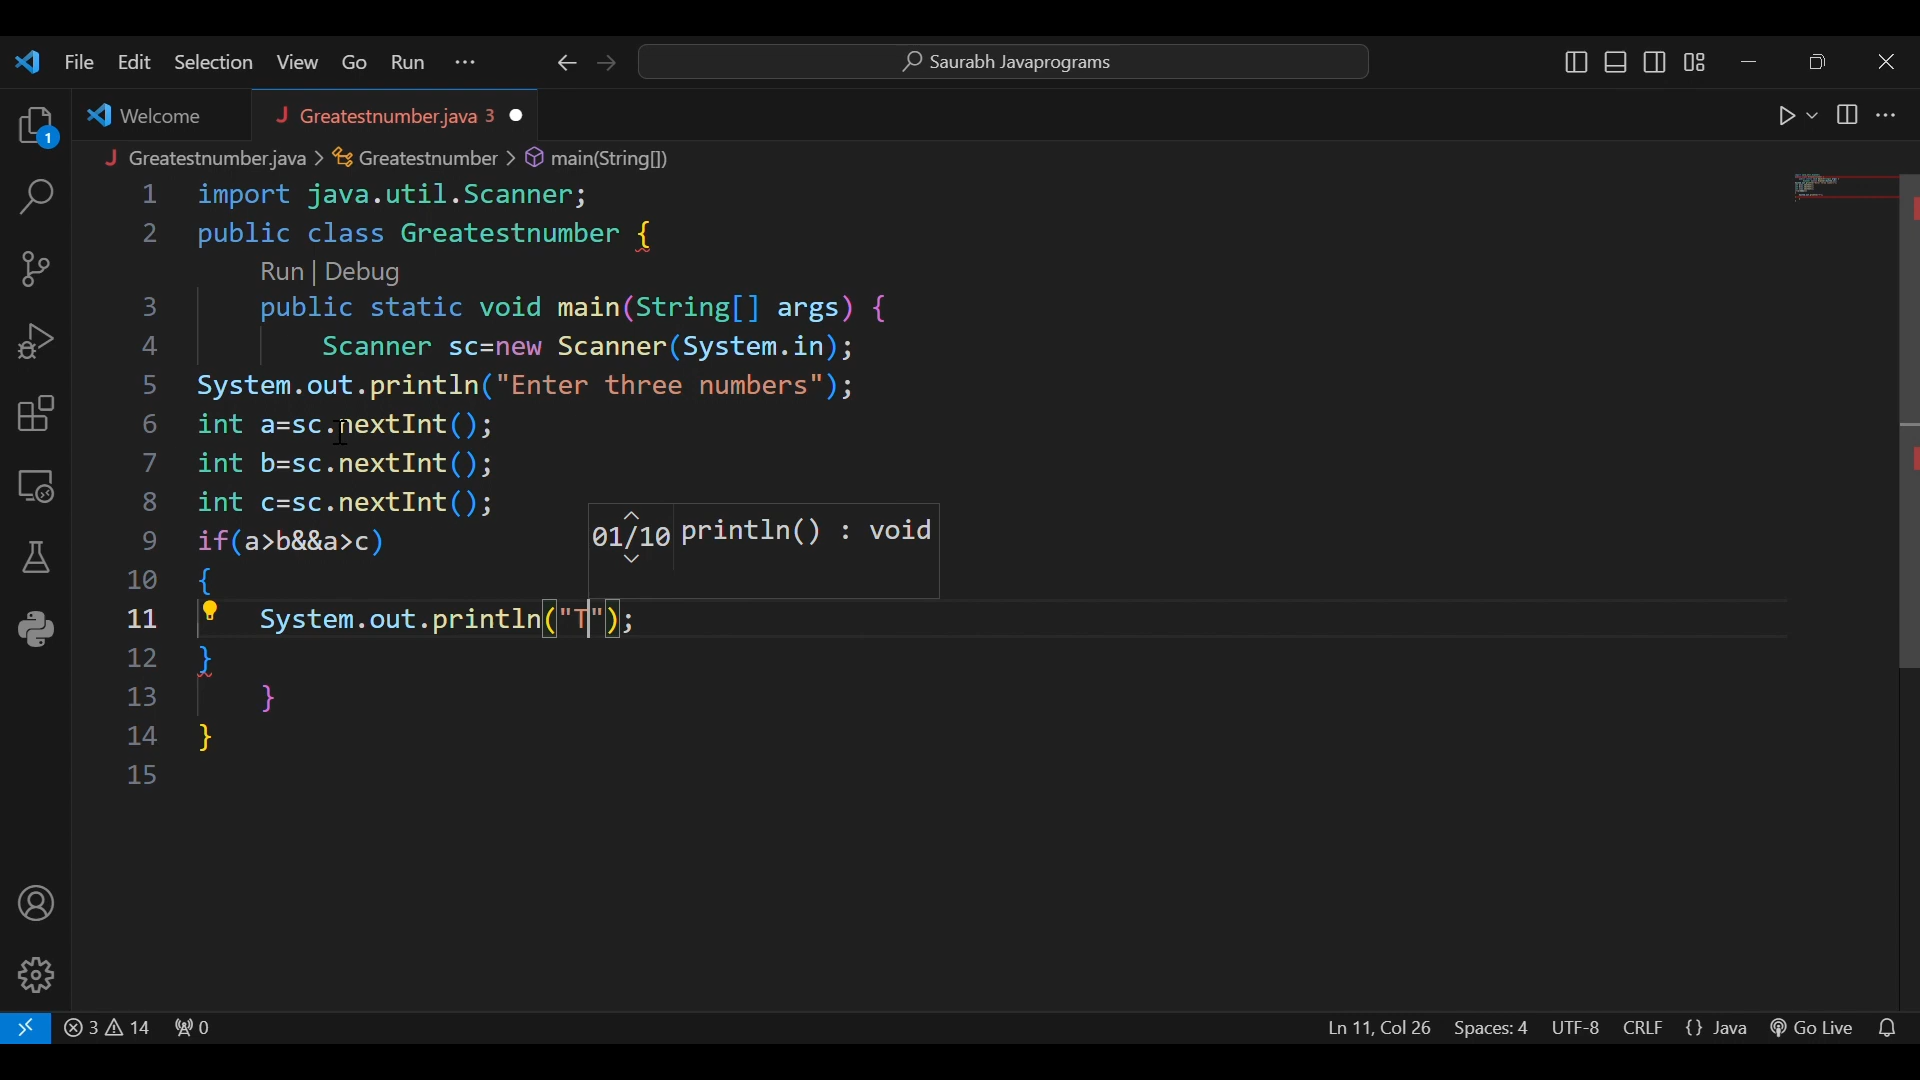 File Edit Selection View Go Run ··· Saurabh Javaprograms
Welcome J Greatestnumber.java 3
J Greatestnumber.java > Greatestnumber > main(String[])
1 import java.util.Scanner;
2 public class Greatestnumber {
Run | Debug
3 public static void main(String[] args) {
4 Scanner sc=new Scanner(System.in);
5 System.out.println("Enter three numbers");
6 int a=sc.nextInt();
7 int b=sc.nextInt();
8 int c=sc.nextInt();
9 if(a>b&&a>c)
01/10 println() : void
10 {
11 System.out.println("T");
12 }
13 }
14 }
15
1
3 14 0 Ln 11, Col 26 Spaces: 4 UTF-8 CRLF {} Java Go Live